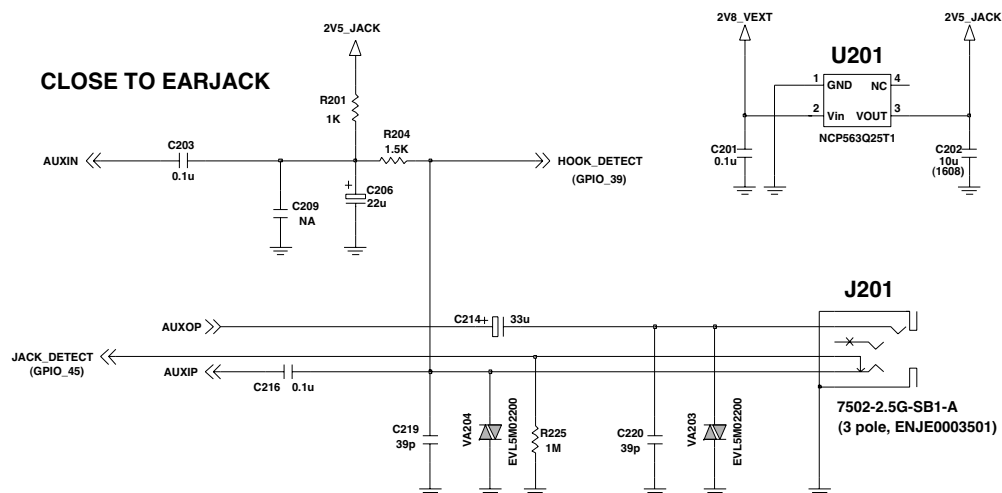 2V5_JACK
2V8_VEXT
2V5_JACK
CLOSE TO EARJACK
U201
1 GND NC 4
2 Vin VOUT 3
NCP563Q25T1
R201
1K
R204
1.5K
C203
0.1u
AUXIN
HOOK_DETECT
(GPIO_39)
C201
0.1u
C202
10u
(1608)
+
C206
22u
C209
NA
J201
AUXOP
C214
+
33u
JACK_DETECT
(GPIO_45)
AUXIP
C216
0.1u
7502-2.5G-SB1-A
(3 pole, ENJE0003501)
C219
39p
VA204
EVL5M02200
R225
1M
C220
39p
VA203
EVL5M02200